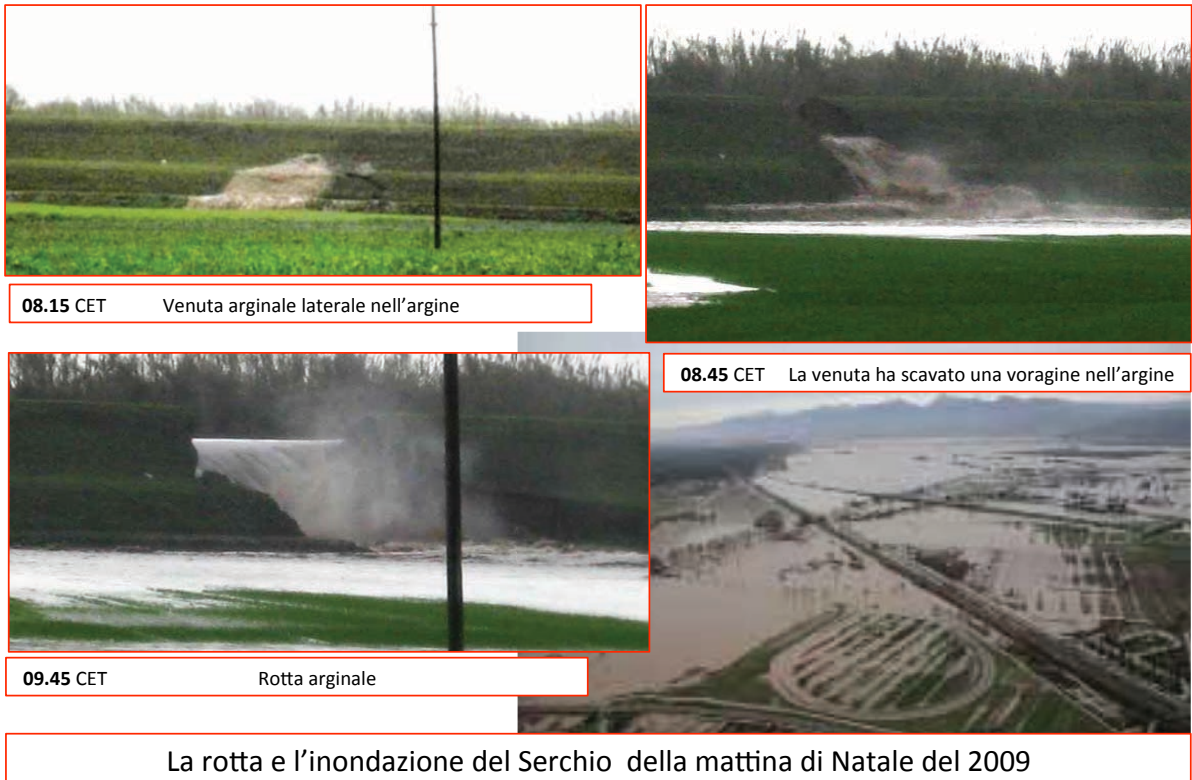 08.15 CET Venuta arginale laterale nell’argine
08.45 CET La venuta ha scavato una voragine nell’argine
09.45 CET Rotta arginale
La rotta e l’inondazione del Serchio della mattina di Natale del 2009